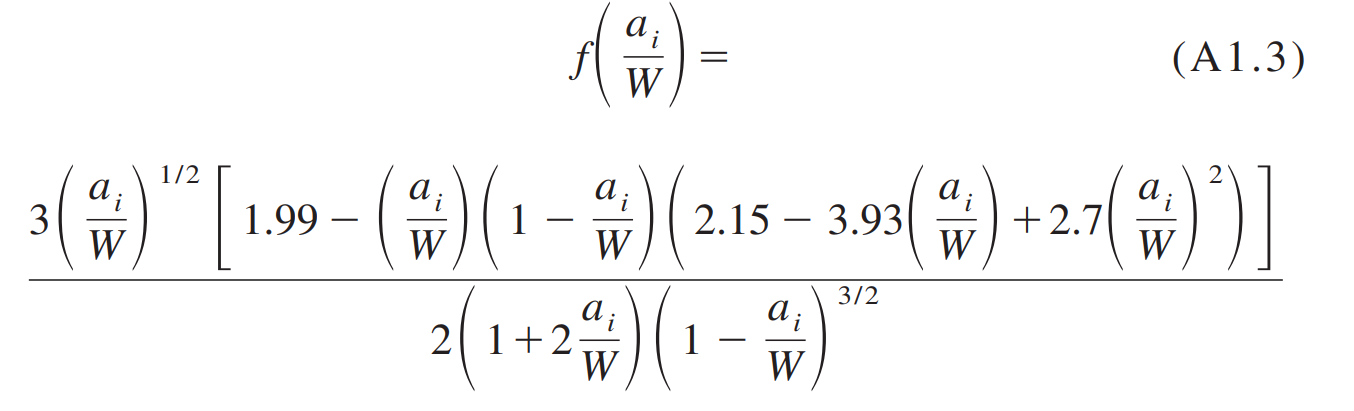 f(a_i/W) = (A1.3)
3(a_i/W)^{1/2} [1.99 − (a_i/W)(1 − a_i/W)(2.15 − 3.93(a_i/W) + 2.7(a_i/W)^2)]
2(1+2 a_i/W)(1 − a_i/W)^{3/2}